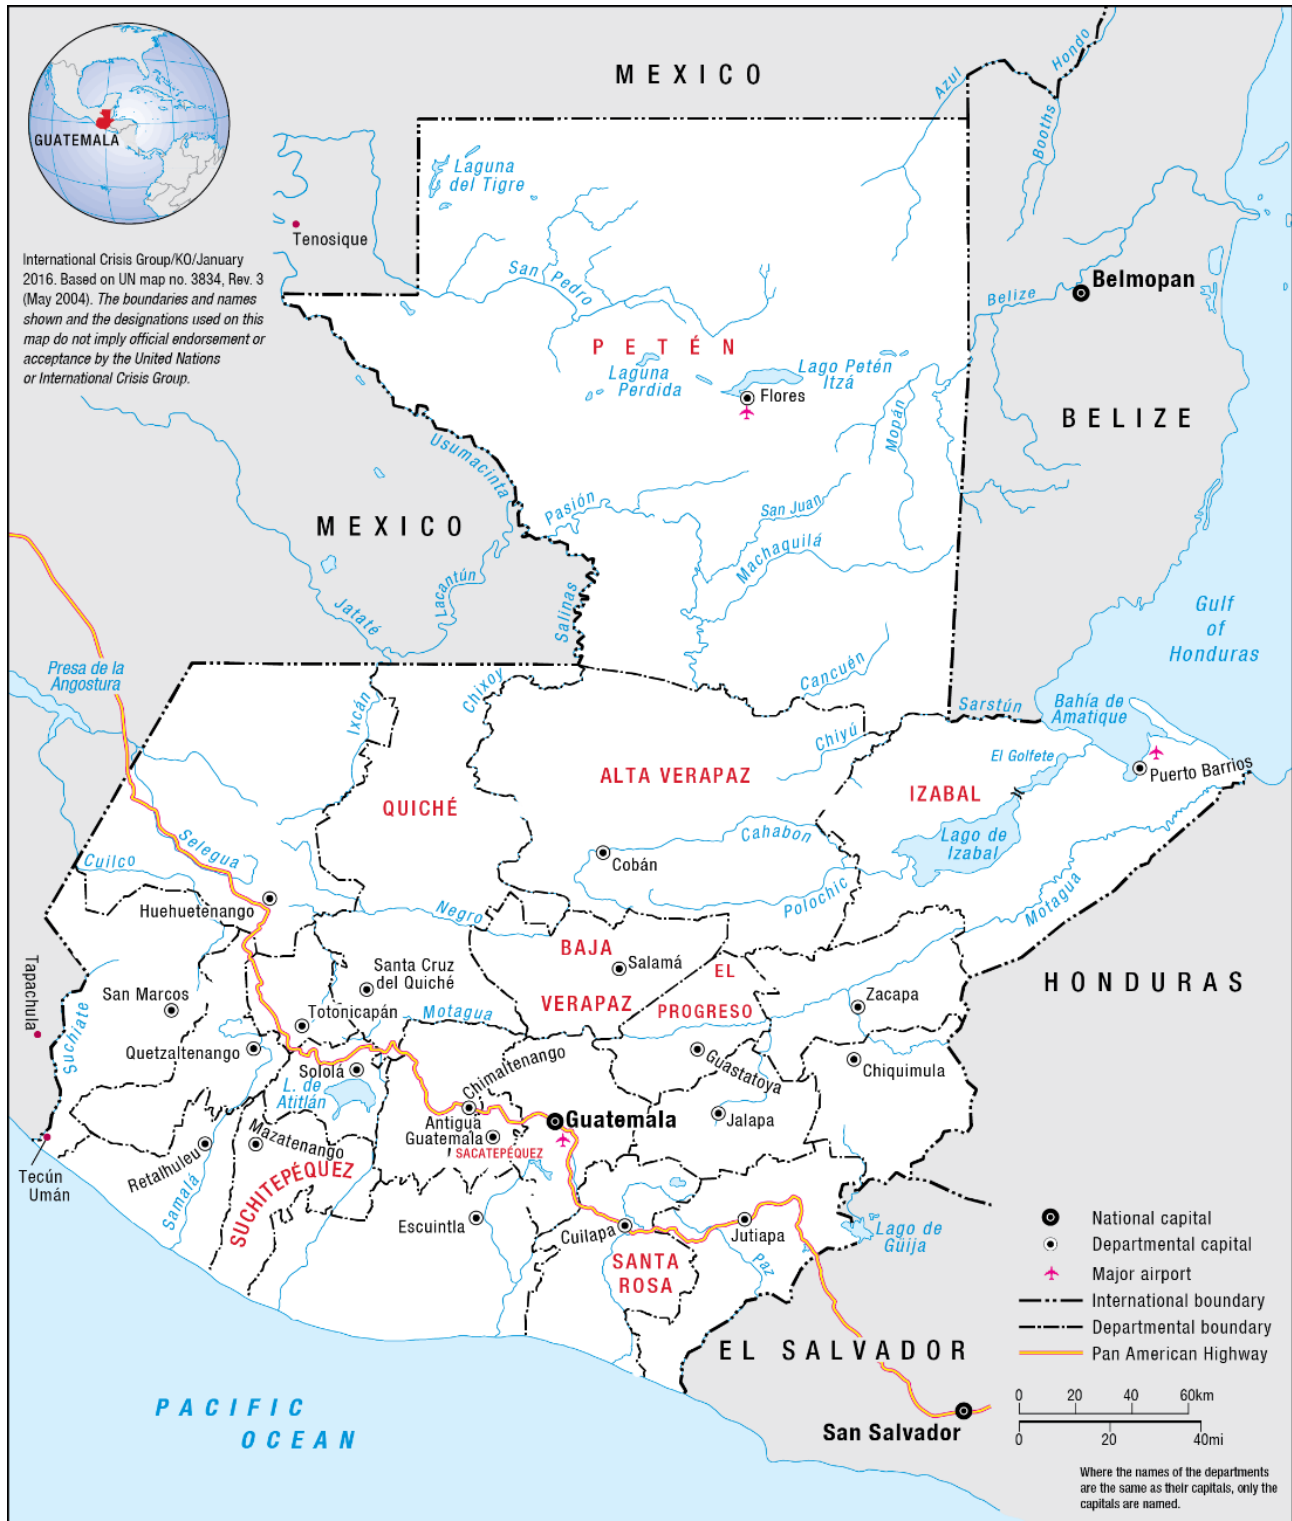 MEXICO
Hondo
Azul
Booths
GUATEMALA
Laguna
del Tigre
Tenosique
International Crisis Group/KO/January
2016. Based on UN map no. 3834, Rev. 3
(May 2004). The boundaries and names
shown and the designations used on this
map do not imply official endorsement or
acceptance by the United Nations
or International Crisis Group.
San Pedro
Belmopan
Belize
PETÉN
Laguna
Perdida
Lago Petén
Itzá
Flores
BELIZE
Mopán
Usumacinta
Pasión
San Juan
MEXICO
Machaquilá
Lacantún
Jataté
Salinas
Gulf
of
Honduras
Presa de la
Angostura
Ixcán
Chixoy
Cancuén
Sarstún
Bahía de
Amatique
Chiyú
El Golfete
Puerto Barrios
ALTA VERAPAZ
IZABAL
QUICHÉ
Cahabon
Lago de
Izabal
Selegua
Cuilco
Cobán
Polochic
Motagua
Huehuetenango
Negro
BAJA
VERAPAZ
Salamá
EL
PROGRESO
Santa Cruz
del Quiché
Tapachula
San Marcos
Zacapa
HONDURAS
Suchiate
Totonicapán
Motagua
Quetzaltenango
Chimaltenango
Guastatoya
Chiquimula
Sololá
L. de
Atitlán
Antigua
Guatemala
Guatemala
Jalapa
SACATEPÉQUEZ
Mazatenango
Retalhuleu
Tecún
Umán
Samalá
SUCHITEPÉQUEZ
Escuintla
Cuilapa
Jutiapa
Lago de
Güija
SANTA
ROSA
Paz
National capital
Departmental capital
Major airport
International boundary
Departmental boundary
Pan American Highway
EL SALVADOR
San Salvador
0 20 40 60km
0 20 40mi
PACIFIC
OCEAN
Where the names of the departments
are the same as their capitals, only the
capitals are named.